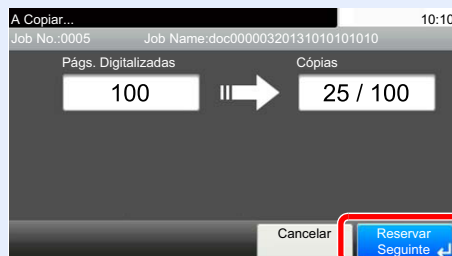 A Copiar... 10:10
Job No.:0005 Job Name:doc00000320131010101010
Págs. Digitalizadas Cópias
100 25 / 100
Cancelar Reservar
Seguinte